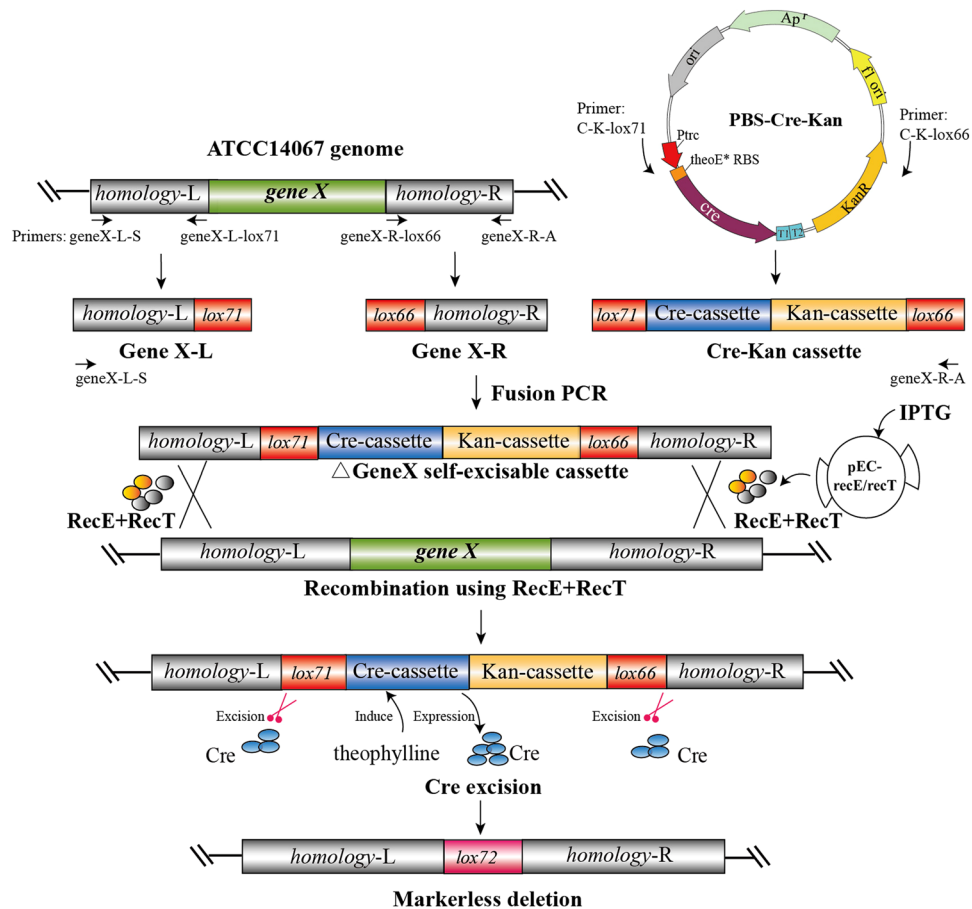 Ap r
ori
f1 ori
Primer:
C-K-lox71
PBS-Cre-Kan
Primer:
C-K-lox66
Ptrc
theoE* RBS
cre
T1 T2
KanR
ATCC14067 genome
homology-L gene X homology-R
Primers: geneX-L-S geneX-L-lox71 geneX-R-lox66 geneX-R-A
homology-L lox71
lox66 homology-R
lox71 Cre-cassette Kan-cassette lox66
Gene X-L
Gene X-R
Cre-Kan cassette
geneX-L-S
geneX-R-A
Fusion PCR
IPTG
homology-L lox71 Cre-cassette Kan-cassette lox66 homology-R
△GeneX self-excisable cassette
pEC-
recE/recT
RecE+RecT
RecE+RecT
homology-L gene X homology-R
Recombination using RecE+RecT
homology-L lox71 Cre-cassette Kan-cassette lox66 homology-R
Excision Induce Expression Excision
Cre theophylline Cre Cre
Cre excision
homology-L lox72 homology-R
Markerless deletion